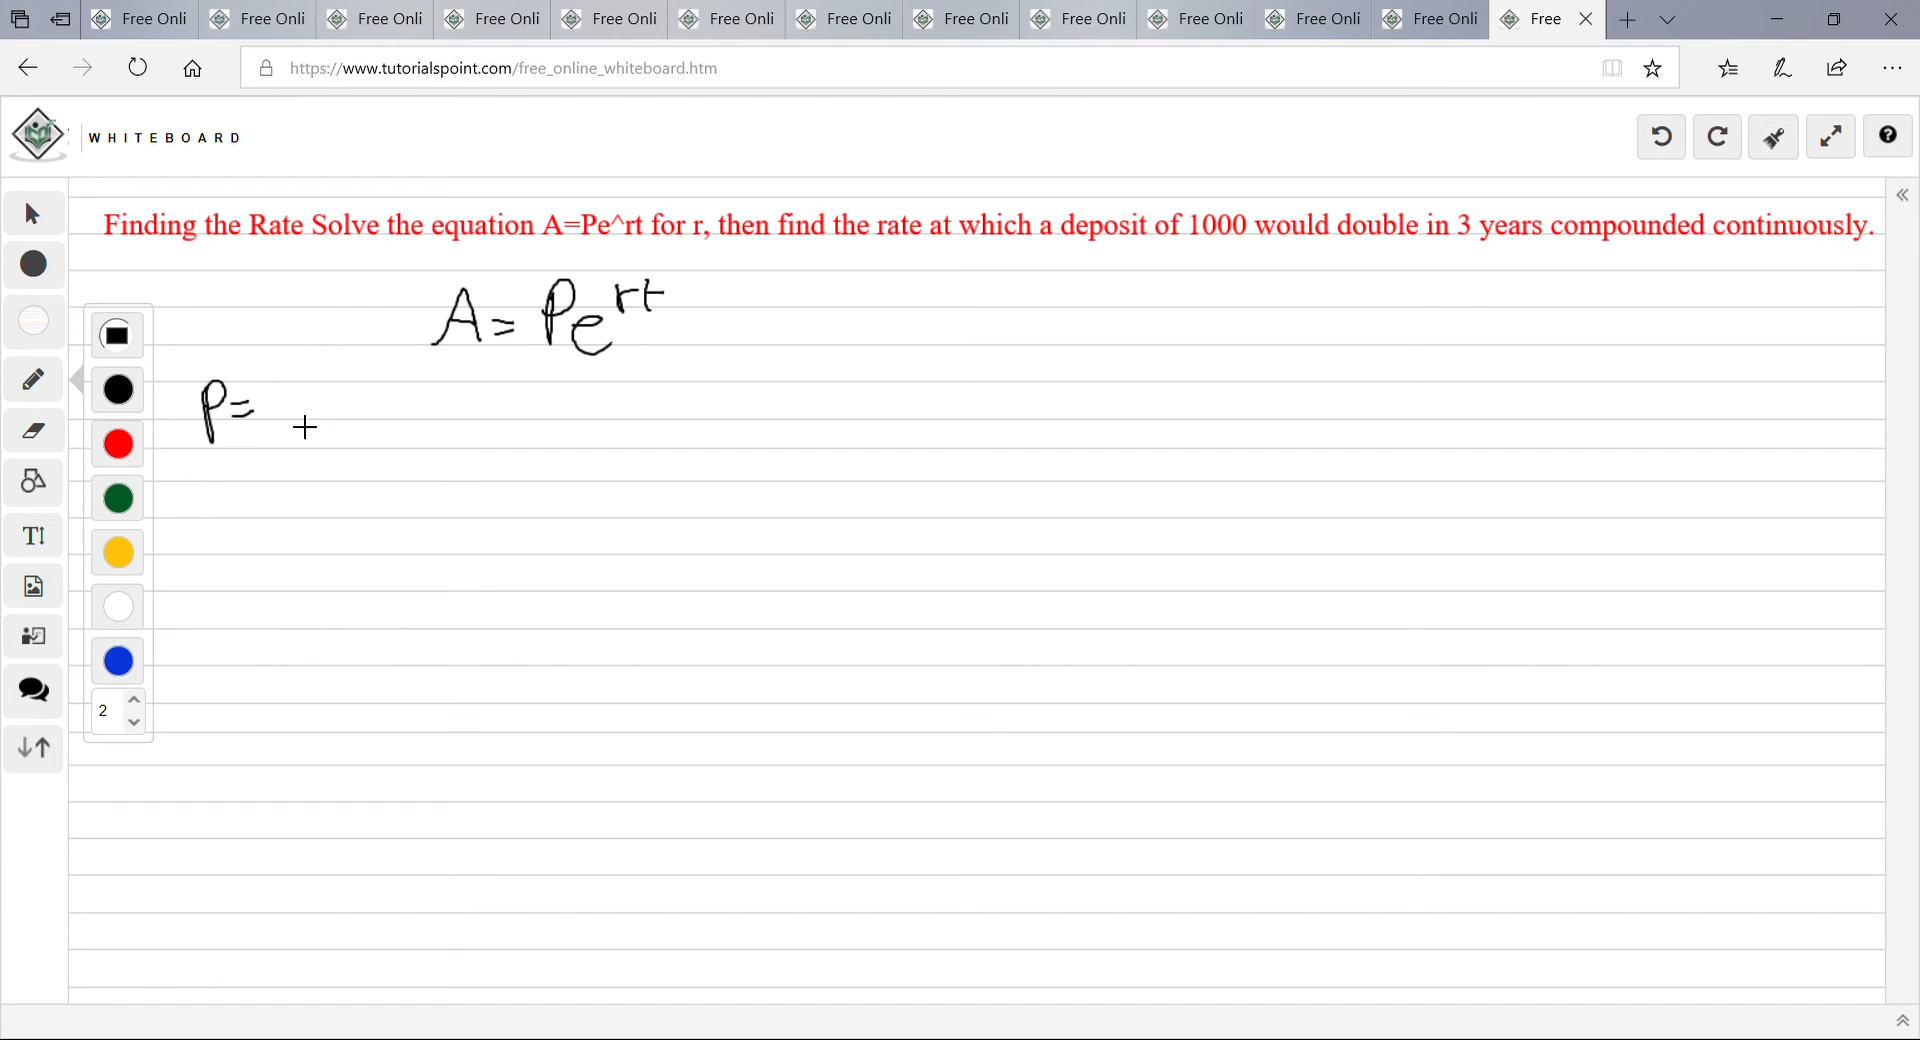 Free Onli Free Onli Free Onli Free Onli Free Onli Free Onli Free Onli Free Onli Free Onli Free Onli Free Onli Free Onli Free
https://www.tutorialspoint.com/free_online_whiteboard.htm
WHITEBOARD
Finding the Rate Solve the equation A=Pe^rt for r, then find the rate at which a deposit of 1000 would double in 3 years compounded continuously.
A = Pe^rt
P=
2